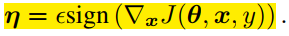 η = ϵsign (∇ₓJ(θ, x, y)) .